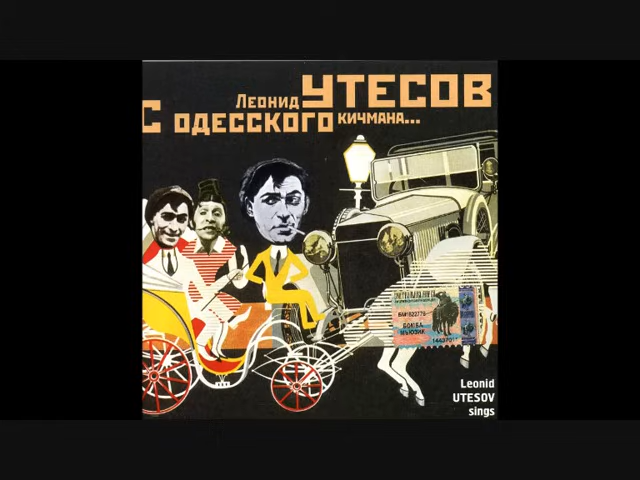 Леонид УТЕСОВ
С ОДЕССКОГО КИЧМАНА...
Leonid
UTESOV
sings